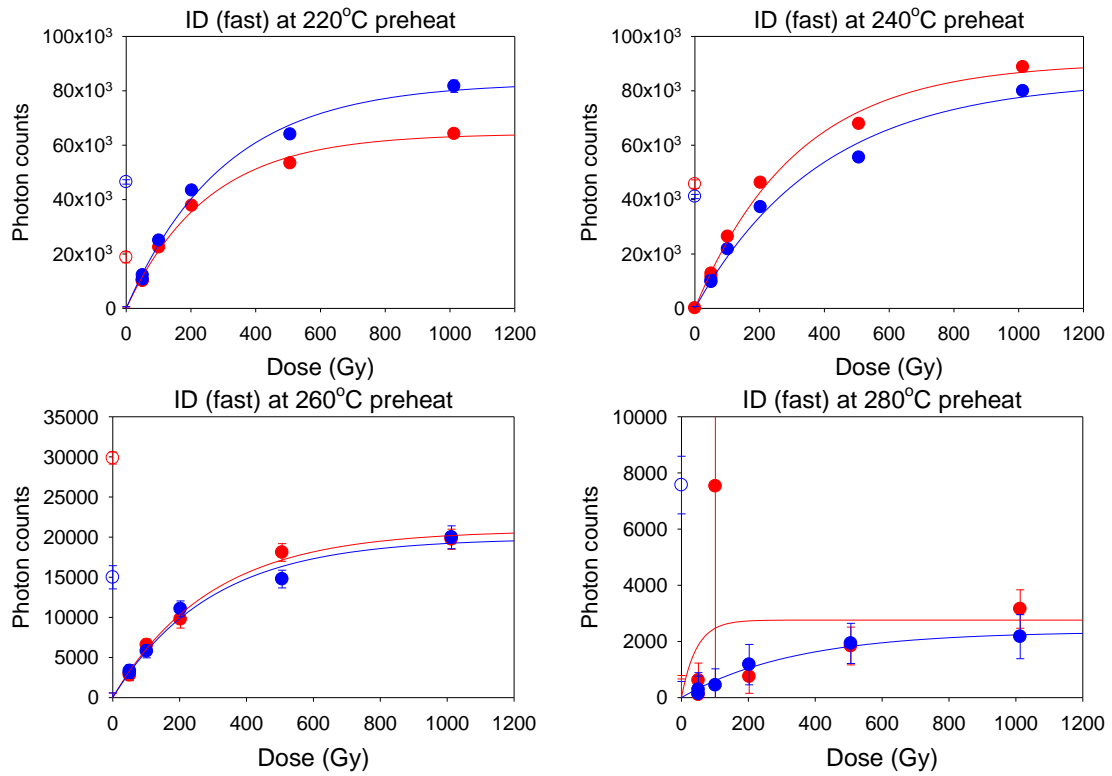 ID (fast) at 220°C preheat
100x10³
80x10³
60x10³
40x10³
20x10³
0
Photon counts
0 200 400 600 800 1000 1200
Dose (Gy)
ID (fast) at 240°C preheat
100x10³
80x10³
60x10³
40x10³
20x10³
0
Photon counts
0 200 400 600 800 1000 1200
Dose (Gy)
ID (fast) at 260°C preheat
35000
30000
25000
20000
15000
10000
5000
0
Photon counts
0 200 400 600 800 1000 1200
Dose (Gy)
ID (fast) at 280°C preheat
10000
8000
6000
4000
2000
0
Photon counts
0 200 400 600 800 1000 1200
Dose (Gy)